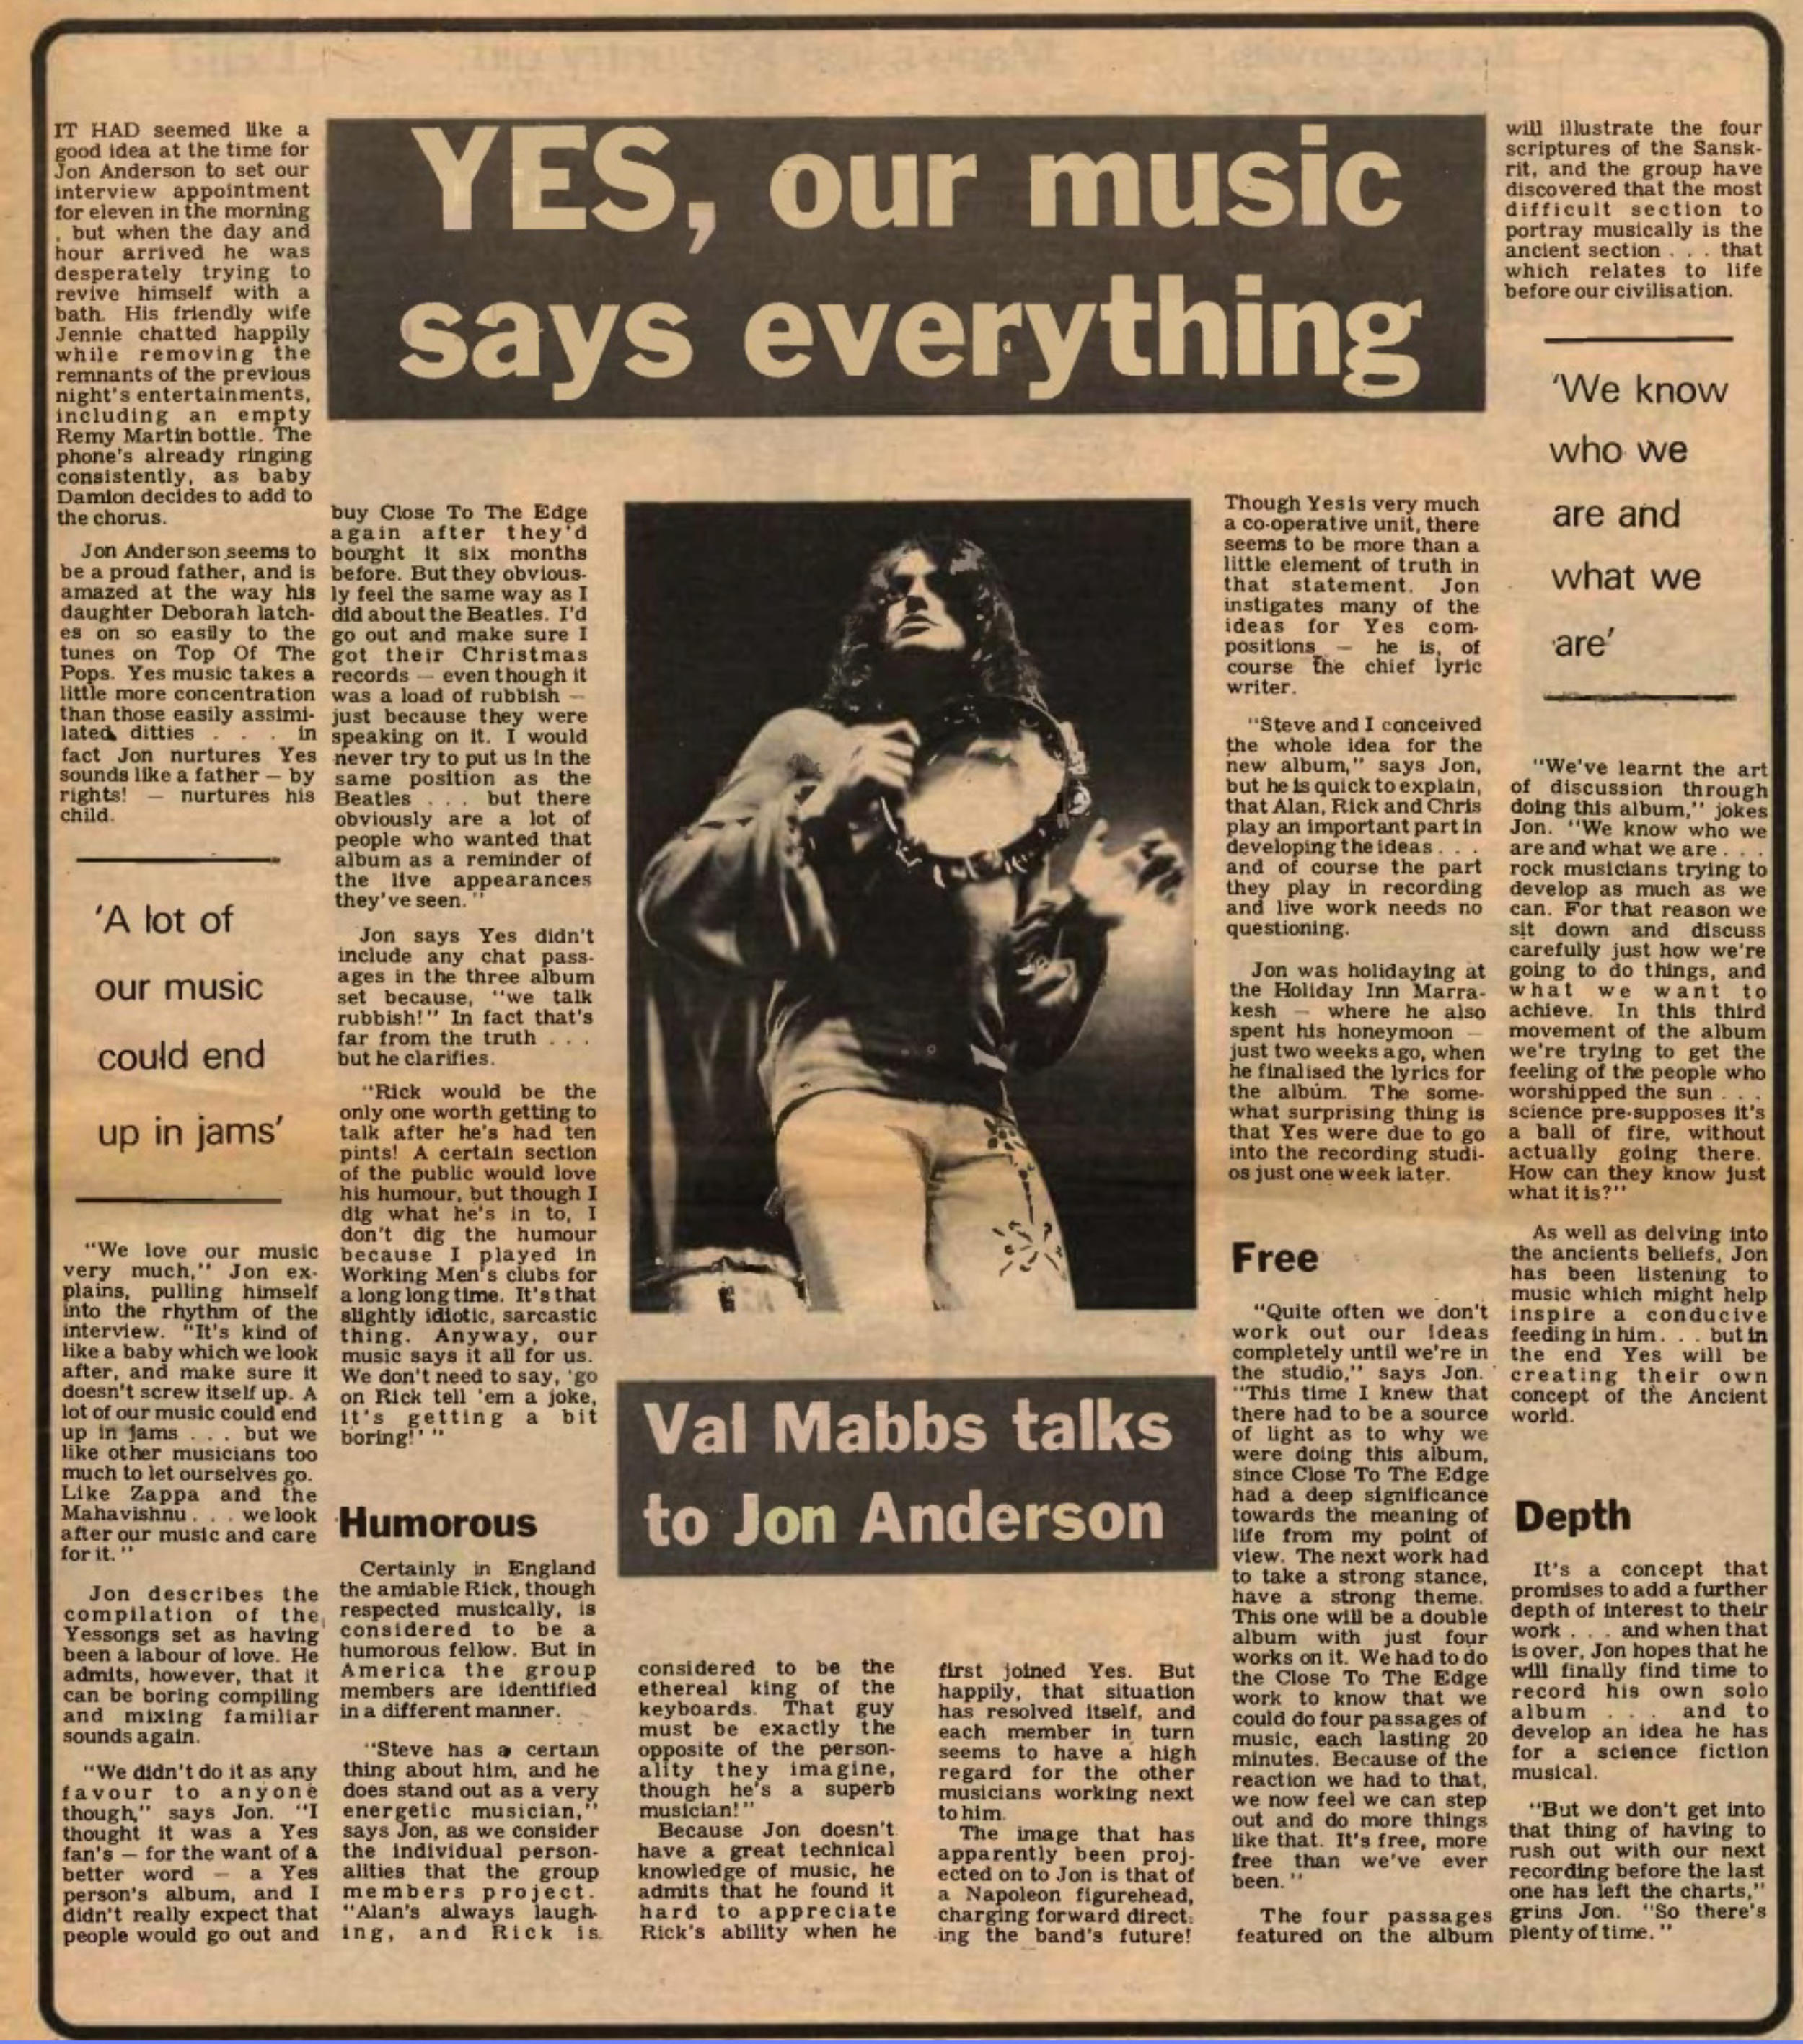 YES, our music
says everything
IT HAD seemed like a
good idea at the time for
Jon Anderson to set our
interview appointment
for eleven in the morning
, but when the day and
hour arrived he was
desperately trying to
revive himself with a
bath. His friendly wife
Jennie chatted happily
while removing the
remnants of the previous
night's entertainments,
including an empty
Remy Martin bottle. The
phone's already ringing
consistently, as baby
Damion decides to add to
the chorus.
Jon Anderson seems to
be a proud father, and is
amazed at the way his
daughter Deborah latch-
es on so easily to the
tunes on Top Of The
Pops. Yes music takes a
little more concentration
than those easily assimi-
lated ditties . . . in
fact Jon nurtures Yes
sounds like a father — by
rights! — nurtures his
child.
'A lot of
our music
could end
up in jams'
"We love our music
very much," Jon ex-
plains, pulling himself
into the rhythm of the
interview. "It's kind of
like a baby which we look
after, and make sure it
doesn't screw itself up. A
lot of our music could end
up in jams . . . but we
like other musicians too
much to let ourselves go.
Like Zappa and the
Mahavishnu . . . we look
after our music and care
for it."
Jon describes the
compilation of the
Yessongs set as having
been a labour of love. He
admits, however, that it
can be boring compiling
and mixing familiar
sounds again.
"We didn't do it as any
favour to anyone
though," says Jon. "I
thought it was a Yes
fan's — for the want of a
better word — a Yes
person's album, and I
didn't really expect that
people would go out and
buy Close To The Edge
again after they'd
bought it six months
before. But they obvious-
ly feel the same way as I
did about the Beatles. I'd
go out and make sure I
got their Christmas
records — even though it
was a load of rubbish —
just because they were
speaking on it. I would
never try to put us in the
same position as the
Beatles . . . but there
obviously are a lot of
people who wanted that
album as a reminder of
the live appearances
they've seen."
Jon says Yes didn't
include any chat pass-
ages in the three album
set because, "we talk
rubbish!" In fact that's
far from the truth . . .
but he clarifies.
"Rick would be the
only one worth getting to
talk after he's had ten
pints! A certain section
of the public would love
his humour, but though I
dig what he's in to, I
don't dig the humour
because I played in
Working Men's clubs for
a long long time. It's that
slightly idiotic, sarcastic
thing. Anyway, our
music says it all for us.
We don't need to say, 'go
on Rick tell 'em a joke,
it's getting a bit
boring!' "
Humorous
Certainly in England
the amiable Rick, though
respected musically, is
considered to be a
humorous fellow. But in
America the group
members are identified
in a different manner.
"Steve has a certain
thing about him, and he
does stand out as a very
energetic musician,"
says Jon, as we consider
the individual person-
alities that the group
members project.
"Alan's always laugh-
ing, and Rick is
Val Mabbs talks
to Jon Anderson
considered to be the
ethereal king of the
keyboards. That guy
must be exactly the
opposite of the person-
ality they imagine,
though he's a superb
musician!"
Because Jon doesn't
have a great technical
knowledge of music, he
admits that he found it
hard to appreciate
Rick's ability when he
first joined Yes. But
happily, that situation
has resolved itself, and
each member in turn
seems to have a high
regard for the other
musicians working next
to him.
The image that has
apparently been proj-
ected on to Jon is that of
a Napoleon figurehead,
charging forward direct-
ing the band's future!
Though Yes is very much
a co-operative unit, there
seems to be more than a
little element of truth in
that statement. Jon
instigates many of the
ideas for Yes com-
positions — he is, of
course the chief lyric
writer.
"Steve and I conceived
the whole idea for the
new album," says Jon,
but he is quick to explain,
that Alan, Rick and Chris
play an important part in
developing the ideas . . .
and of course the part
they play in recording
and live work needs no
questioning.
Jon was holidaying at
the Holiday Inn Marra-
kesh — where he also
spent his honeymoon —
just two weeks ago, when
he finalised the lyrics for
the album. The some-
what surprising thing is
that Yes were due to go
into the recording studi-
os just one week later.
Free
"Quite often we don't
work out our ideas
completely until we're in
the studio," says Jon.
"This time I knew that
there had to be a source
of light as to why we
were doing this album,
since Close To The Edge
had a deep significance
towards the meaning of
life from my point of
view. The next work had
to take a strong stance,
have a strong theme.
This one will be a double
album with just four
works on it. We had to do
the Close To The Edge
work to know that we
could do four passages of
music, each lasting 20
minutes. Because of the
reaction we had to that,
we now feel we can step
out and do more things
like that. It's free, more
free than we've ever
been."
The four passages
featured on the album
will illustrate the four
scriptures of the Sansk-
rit, and the group have
discovered that the most
difficult section to
portray musically is the
ancient section . . . that
which relates to life
before our civilisation.
'We know
who we
are and
what we
are'
"We've learnt the art
of discussion through
doing this album," jokes
Jon. "We know who we
are and what we are . . .
rock musicians trying to
develop as much as we
can. For that reason we
sit down and discuss
carefully just how we're
going to do things, and
what we want to
achieve. In this third
movement of the album
we're trying to get the
feeling of the people who
worshipped the sun . . .
science pre-supposes it's
a ball of fire, without
actually going there.
How can they know just
what it is?"
As well as delving into
the ancients beliefs, Jon
has been listening to
music which might help
inspire a conducive
feeding in him. . . but in
the end Yes will be
creating their own
concept of the Ancient
world.
Depth
It's a concept that
promises to add a further
depth of interest to their
work . . . and when that
is over, Jon hopes that he
will finally find time to
record his own solo
album . . . and to
develop an idea he has
for a science fiction
musical.
"But we don't get into
that thing of having to
rush out with our next
recording before the last
one has left the charts,"
grins Jon. "So there's
plenty of time."